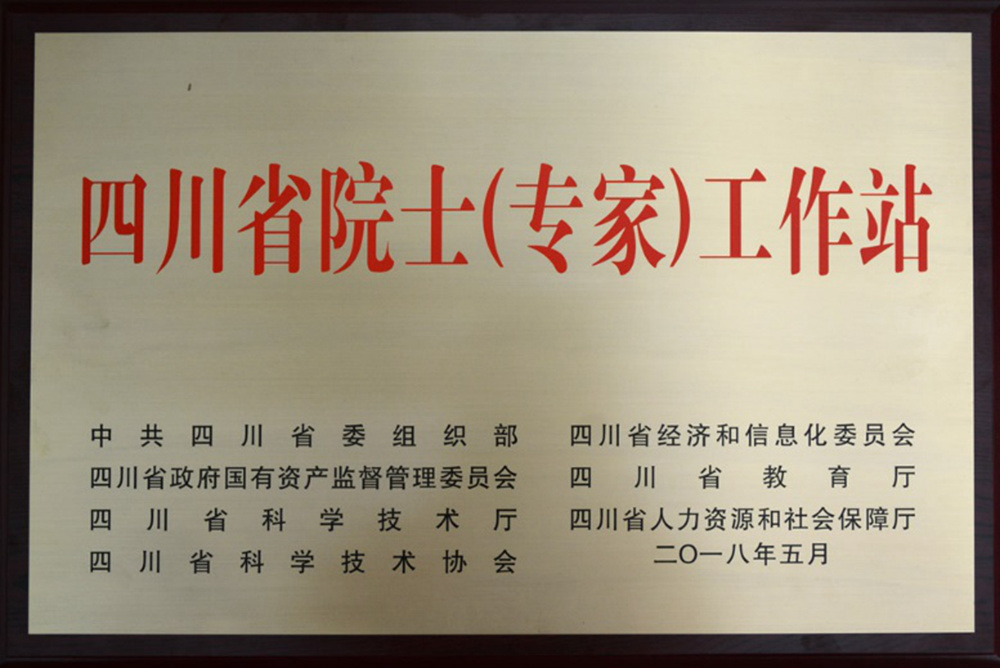 四川省院士(专家)工作站
中共四川省委组织部
四川省政府国有资产监督管理委员会
四川省科学技术厅
四川省科学技术协会
四川省经济和信息化委员会
四川省教育厅
四川省人力资源和社会保障厅
二〇一八年五月